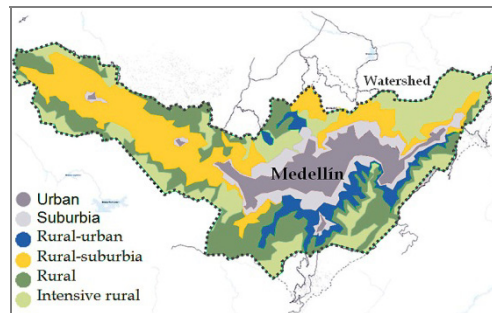 Watershed
Medellín
Urban
Suburbia
Rural-urban
Rural-suburbia
Rural
Intensive rural